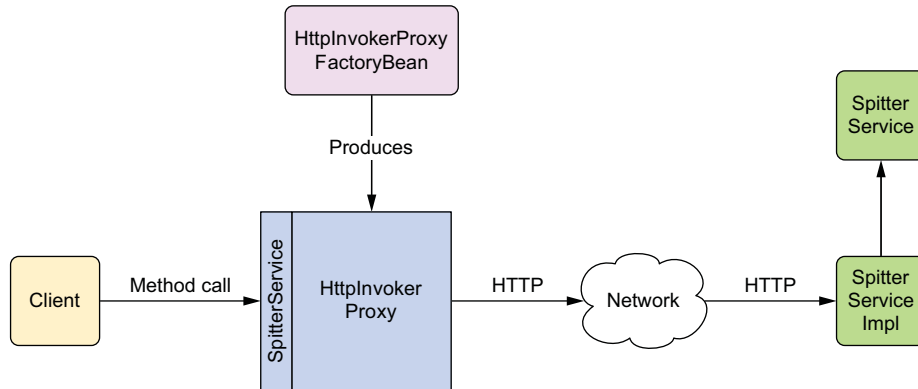 HttpInvokerProxy
FactoryBean
Produces
Spitter
Service
Client
Method call
SpitterService
HttpInvoker
Proxy
HTTP
Network
HTTP
Spitter
Service
Impl